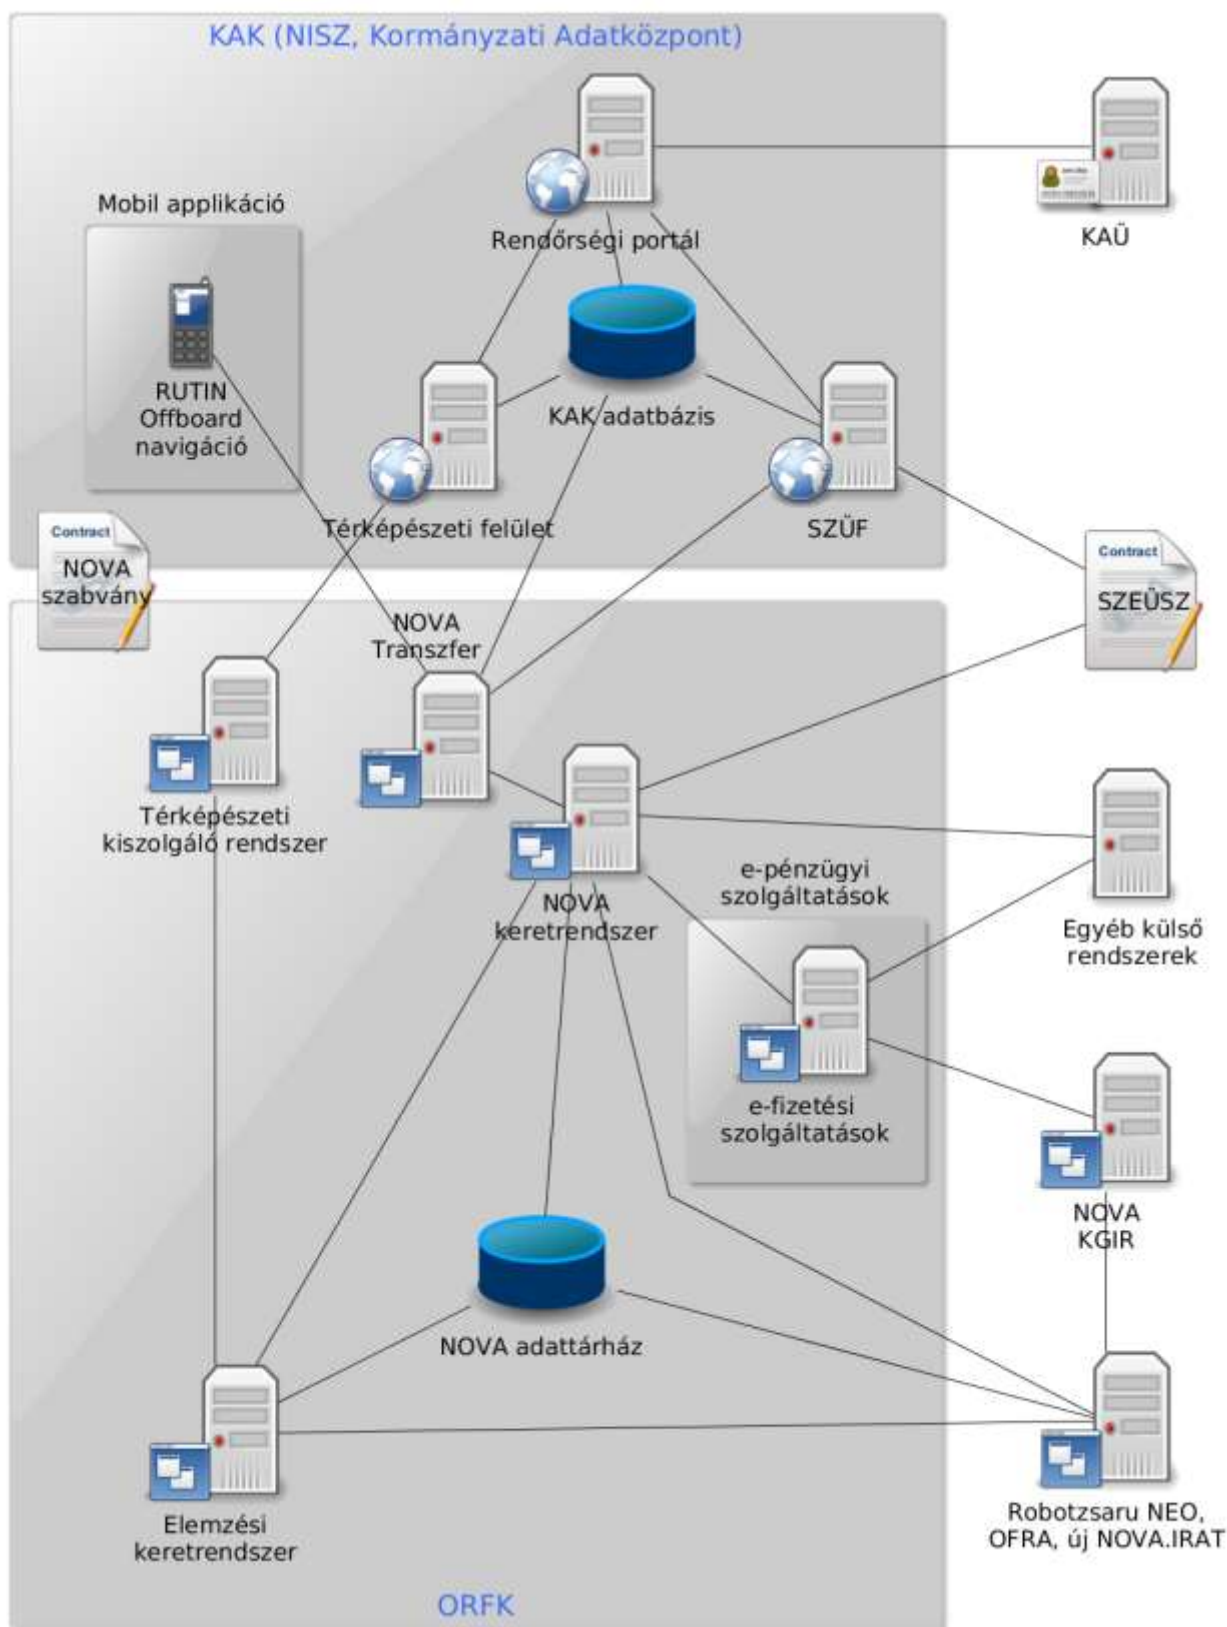 KAK (NISZ, Kormányzati Adatközpont)
Mobil applikáció
Rendőrségi portál
KAÜ
RUTIN
Offboard
navigáció
KAK adatbázis
Térképészeti felület
SZÜF
Contract
NOVA
szabvány
Contract
SZEÜSZ
NOVA
Transzfer
Térképészeti
kiszolgáló rendszer
NOVA
keretrendszer
e-pénzügyi
szolgáltatások
Egyéb külső
rendszerek
e-fizetési
szolgáltatások
NOVA
KGIR
NOVA adattárház
Elemzési
keretrendszer
Robotzsaru NEO,
OFRA, új NOVA.IRAT
ORFK